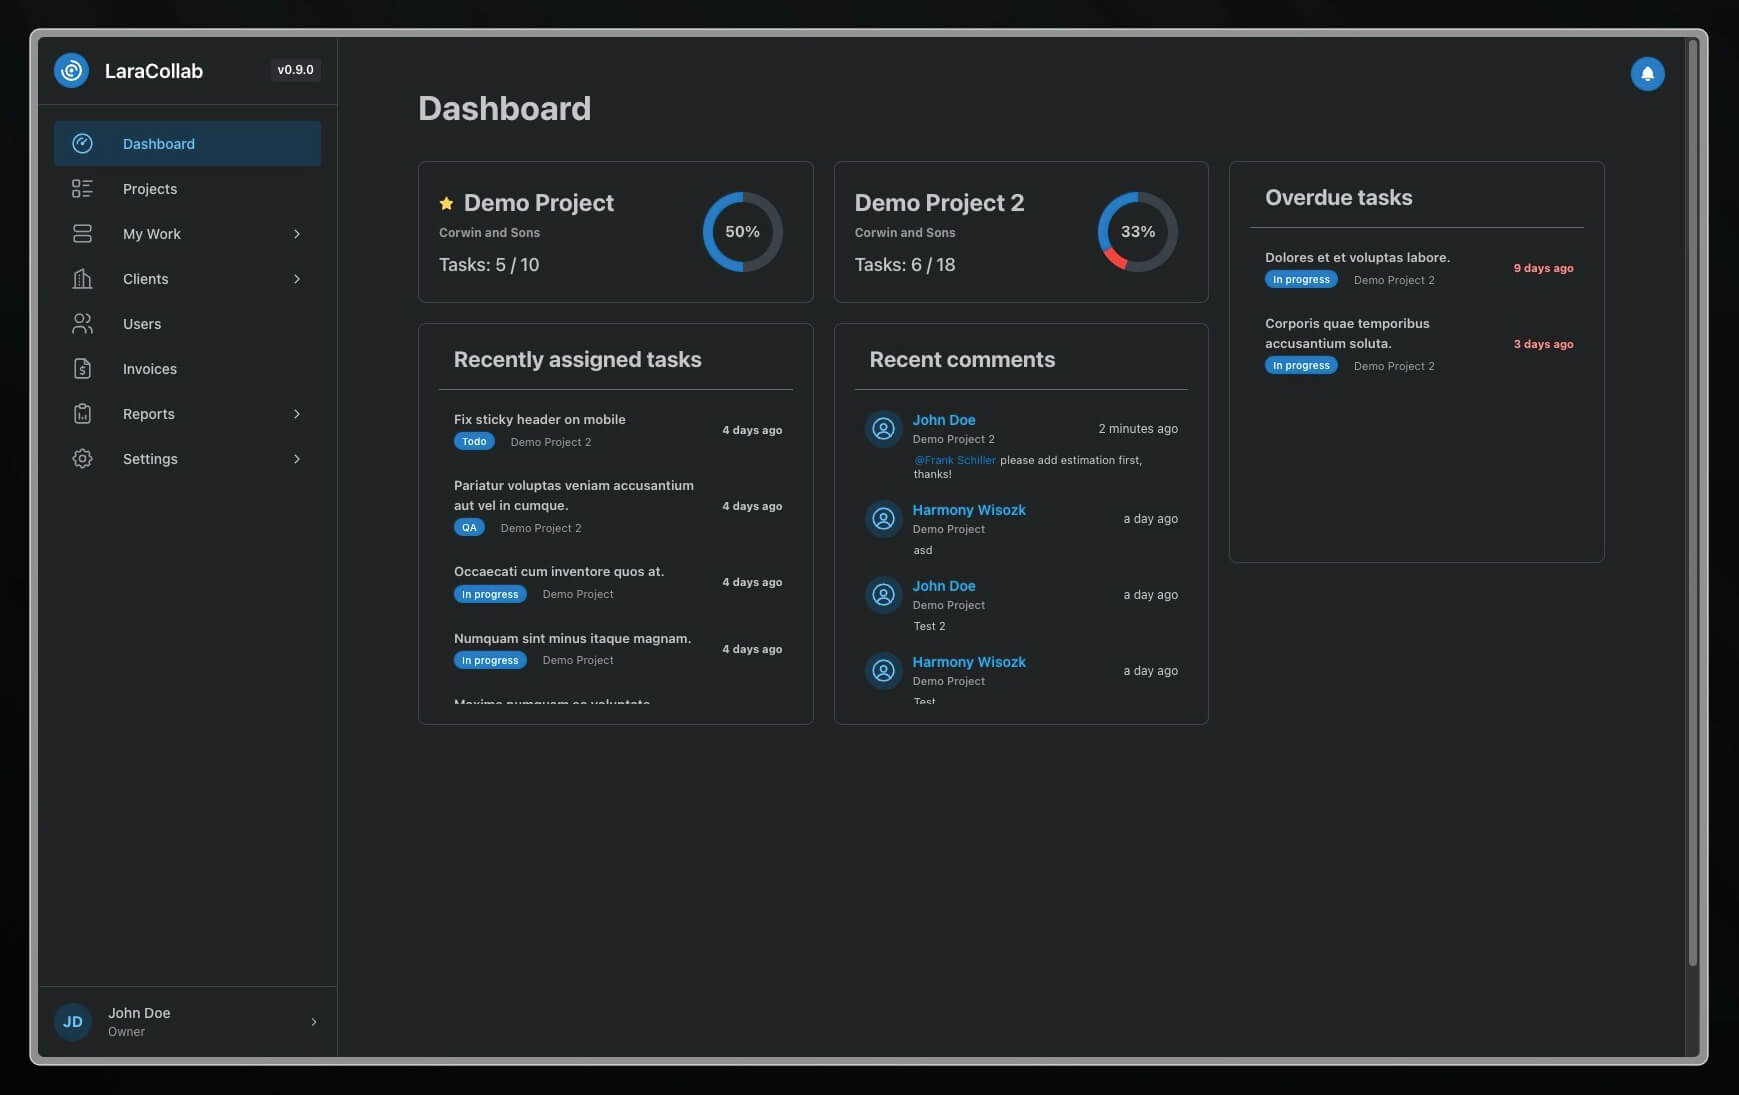 LaraCollab
v0.9.0
Dashboard
Projects
My Work
Clients
Users
Invoices
Reports
Settings
JD
John Doe
Owner
Dashboard
Demo Project
Corwin and Sons
Tasks: 5 / 10
50%
Demo Project 2
Corwin and Sons
Tasks: 6 / 18
33%
Overdue tasks
Dolores et et voluptas labore.
In progress
Demo Project 2
9 days ago
Corporis quae temporibus
accusantium soluta.
In progress
Demo Project 2
3 days ago
Recently assigned tasks
Fix sticky header on mobile
Todo
Demo Project 2
4 days ago
Pariatur voluptas veniam accusantium
aut vel in cumque.
QA
Demo Project 2
4 days ago
Occaecati cum inventore quos at.
In progress
Demo Project
4 days ago
Numquam sint minus itaque magnam.
In progress
Demo Project
4 days ago
Recent comments
John Doe
2 minutes ago
Demo Project 2
@Frank Schiller please add estimation first,
thanks!
Harmony Wisozk
a day ago
Demo Project
asd
John Doe
a day ago
Demo Project
Test 2
Harmony Wisozk
a day ago
Demo Project
Test